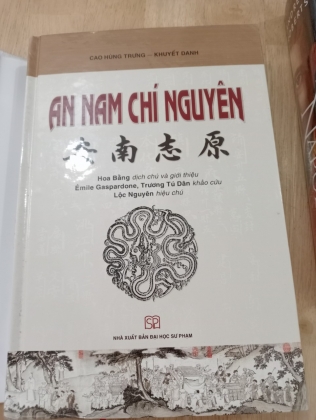 CAO HÙNG TRƯNG – KHUYẾT DANH
AN NAM CHÍ NGUYÊN
安南志原
Hoa Bằng dịch chú và giới thiệu
Émile Gaspardone, Trương Tú Dân khảo cứu
Lộc Nguyên hiệu chú
NHÀ XUẤT BẢN ĐẠI HỌC SƯ PHẠM